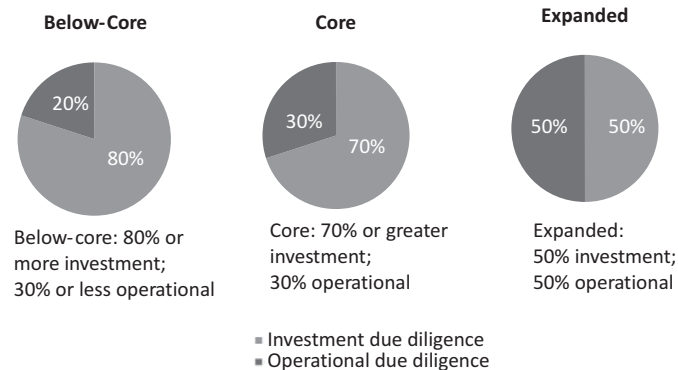 Below-Core
Core
Expanded
20%
80%
30%
70%
50%
50%
Below-core: 80% or
more investment;
30% or less operational
Core: 70% or greater
investment;
30% operational
Expanded:
50% investment;
50% operational
Investment due diligence
Operational due diligence